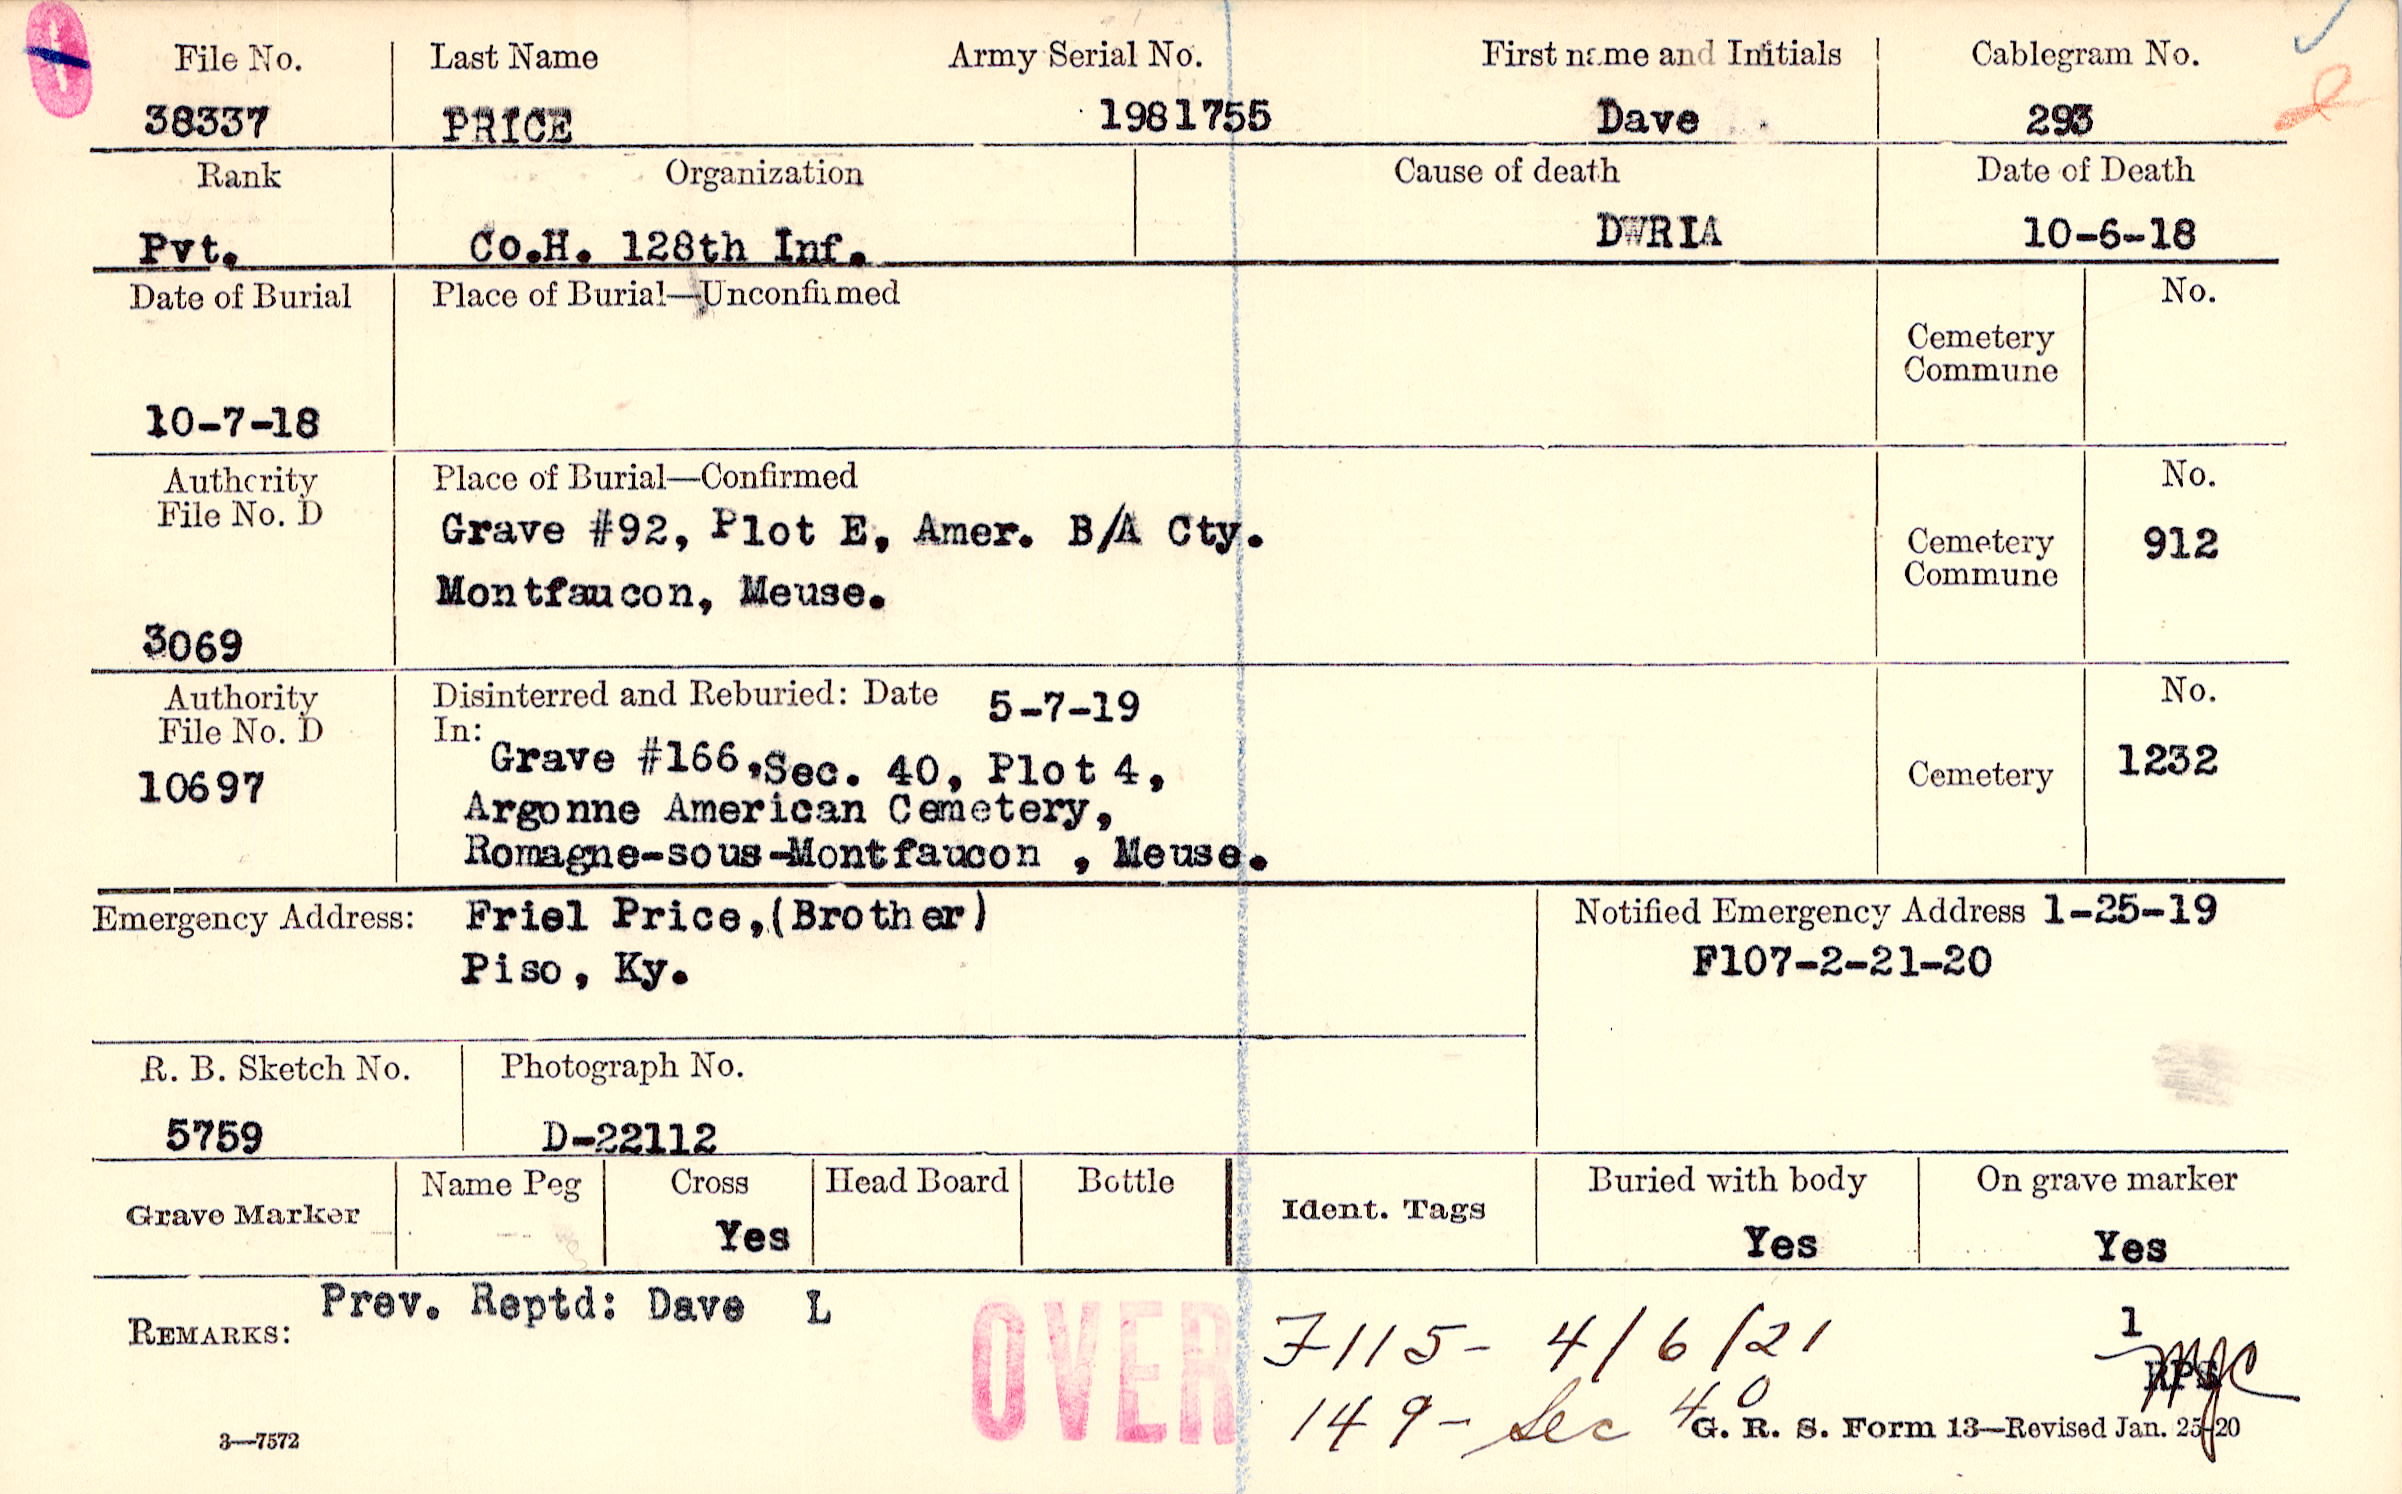 File No. Last Name Army Serial No. First name and Initials Cablegram No.
38337 PRICE 1981755 Dave 293
Rank Organization Cause of death Date of Death
Pvt. Co.H. 128th Inf. DWRIA 10-6-18
Date of Burial Place of Burial—Unconfirmed No.
Cemetery
Commune
10-7-18
Authority Place of Burial—Confirmed No.
File No. D
Grave #92, Plot E, Amer. B/A Cty. 912
Cemetery
Commune
Montfaucon, Meuse.
3069
Authority Disinterred and Reburied: Date 5-7-19 No.
File No. D In:
10697 Grave #166,Sec. 40, Plot 4, Cemetery 1232
Argonne American Cemetery,
Romagne-sous-Montfaucon , Meuse.
Emergency Address: Friel Price,(Brother) Notified Emergency Address 1-25-19
Piso, Ky. F107-2-21-20
R. B. Sketch No. Photograph No.
5759 D-22112
Grave Marker Name Peg Cross Head Board Bottle Ident. Tags Buried with body On grave marker
Yes Yes Yes
REMARKS: Prev. Reptd: Dave L
OVER
F115- 4/6/21 1
RPS
149- Sec 40
3—7572 G. R. S. Form 13—Revised Jan. 25-20